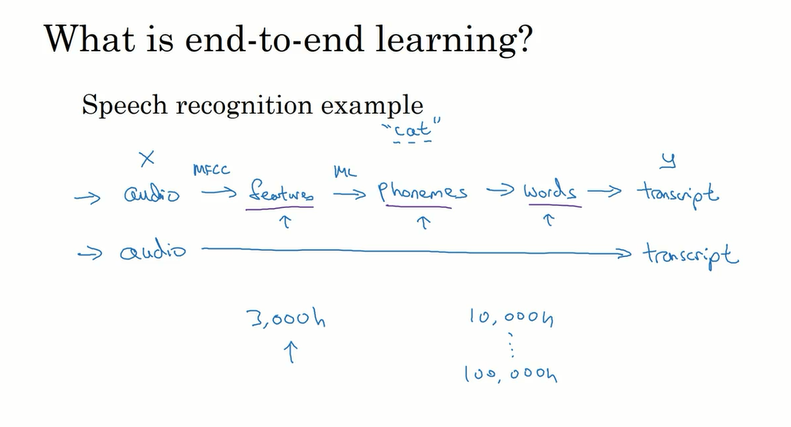 What is end-to-end learning?
Speech recognition example
"cat"
x MFCC ML y
→ audio → features → phonemes → words → transcript
↑ ↑ ↑
→ audio → transcript
3,000h 10,000h
↑ ⋮
100,000h